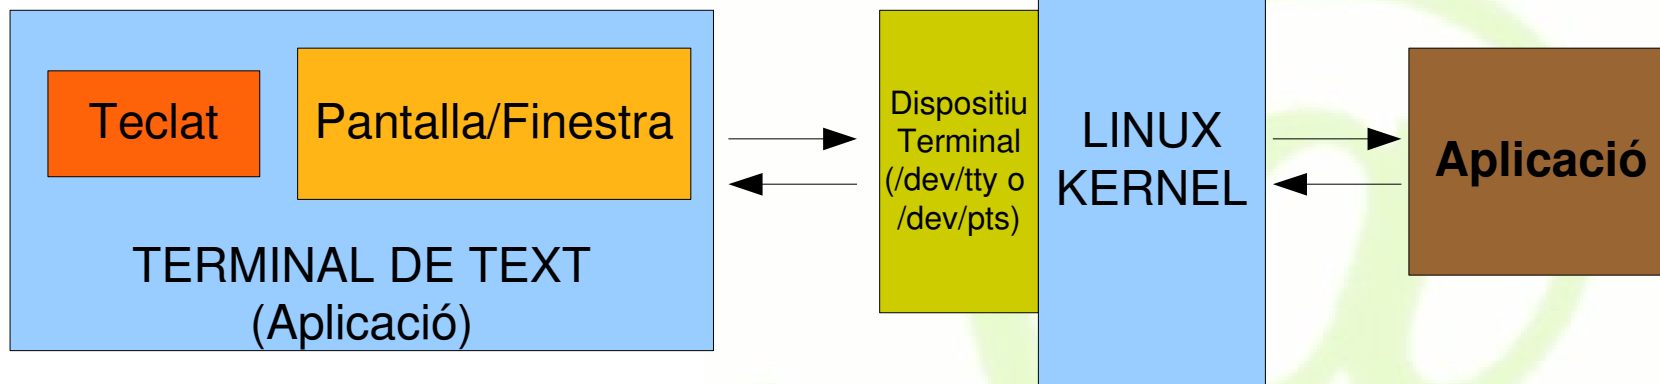 Teclat
Pantalla/Finestra
TERMINAL DE TEXT
(Aplicació)
Dispositiu
Terminal
(/dev/tty o
/dev/pts)
LINUX
KERNEL
Aplicació